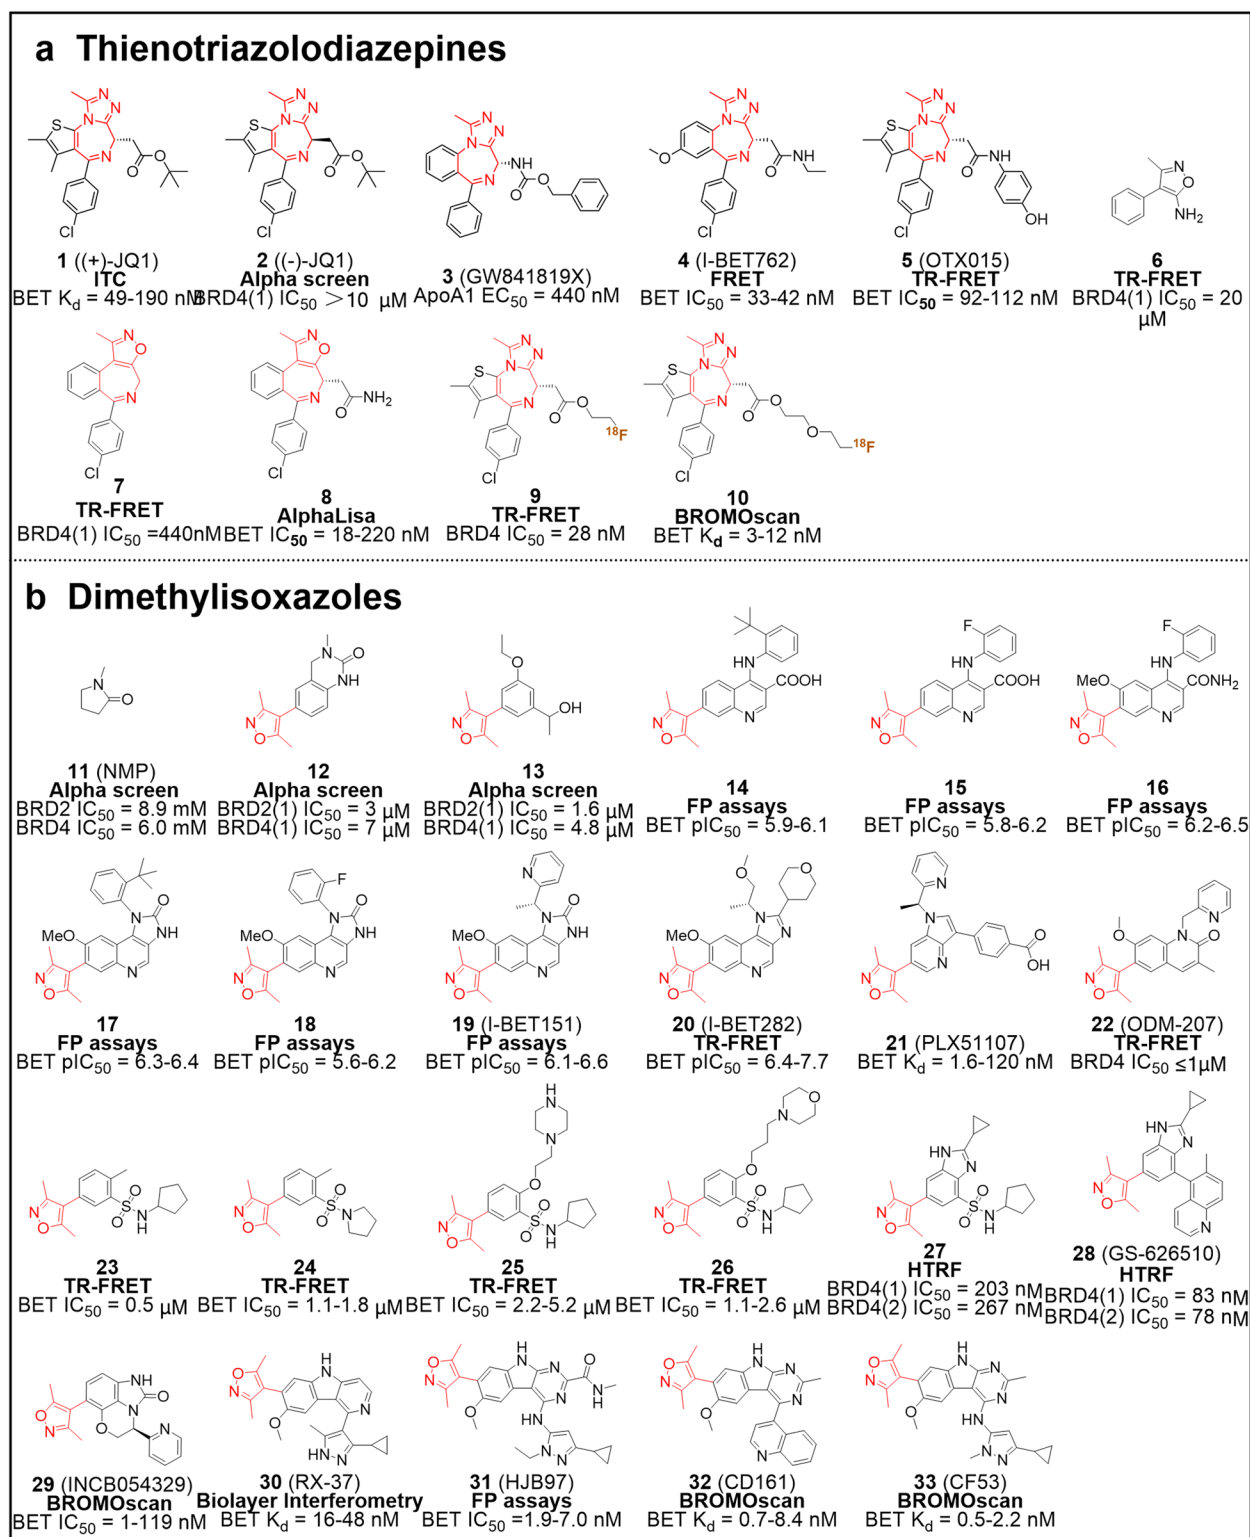 a Thienotriazolodiazepines
1 ((+)-JQ1)
ITC
BET Kd = 49-190 nM
2 ((-)-JQ1)
Alpha screen
BRD4(1) IC50 >10 μM
3 (GW841819X)
ApoA1 EC50 = 440 nM
4 (I-BET762)
FRET
BET IC50 = 33-42 nM
5 (OTX015)
TR-FRET
BET IC50 = 92-112 nM
6
TR-FRET
BRD4(1) IC50 = 20
μM
7
TR-FRET
BRD4(1) IC50 =440nM
8
AlphaLisa
BET IC50 = 18-220 nM
9
TR-FRET
BRD4 IC50 = 28 nM
10
BROMOscan
BET Kd = 3-12 nM
b Dimethylisoxazoles
11 (NMP)
Alpha screen
BRD2 IC50 = 8.9 mM
BRD4 IC50 = 6.0 mM
12
Alpha screen
BRD2(1) IC50 = 3 μM
BRD4(1) IC50 = 7 μM
13
Alpha screen
BRD2(1) IC50 = 1.6 μM
BRD4(1) IC50 = 4.8 μM
14
FP assays
BET pIC50 = 5.9-6.1
15
FP assays
BET pIC50 = 5.8-6.2
16
FP assays
BET pIC50 = 6.2-6.5
17
FP assays
BET pIC50 = 6.3-6.4
18
FP assays
BET pIC50 = 5.6-6.2
19 (I-BET151)
FP assays
BET pIC50 = 6.1-6.6
20 (I-BET282)
TR-FRET
BET pIC50 = 6.4-7.7
21 (PLX51107)
BET Kd = 1.6-120 nM
22 (ODM-207)
TR-FRET
BRD4 IC50 ≤1μM
23
TR-FRET
BET IC50 = 0.5 μM
24
TR-FRET
BET IC50 = 1.1-1.8 μM
25
TR-FRET
BET IC50 = 2.2-5.2 μM
26
TR-FRET
BET IC50 = 1.1-2.6 μM
27
HTRF
BRD4(1) IC50 = 203 nM
BRD4(2) IC50 = 267 nM
28 (GS-626510)
HTRF
BRD4(1) IC50 = 83 nM
BRD4(2) IC50 = 78 nM
29 (INCB054329)
BROMOscan
BET IC50 = 1-119 nM
30 (RX-37)
Biolayer Interferometry
BET Kd = 16-48 nM
31 (HJB97)
FP assays
BET IC50 =1.9-7.0 nM
32 (CD161)
BROMOscan
BET Kd = 0.7-8.4 nM
33 (CF53)
BROMOscan
BET Kd = 0.5-2.2 nM